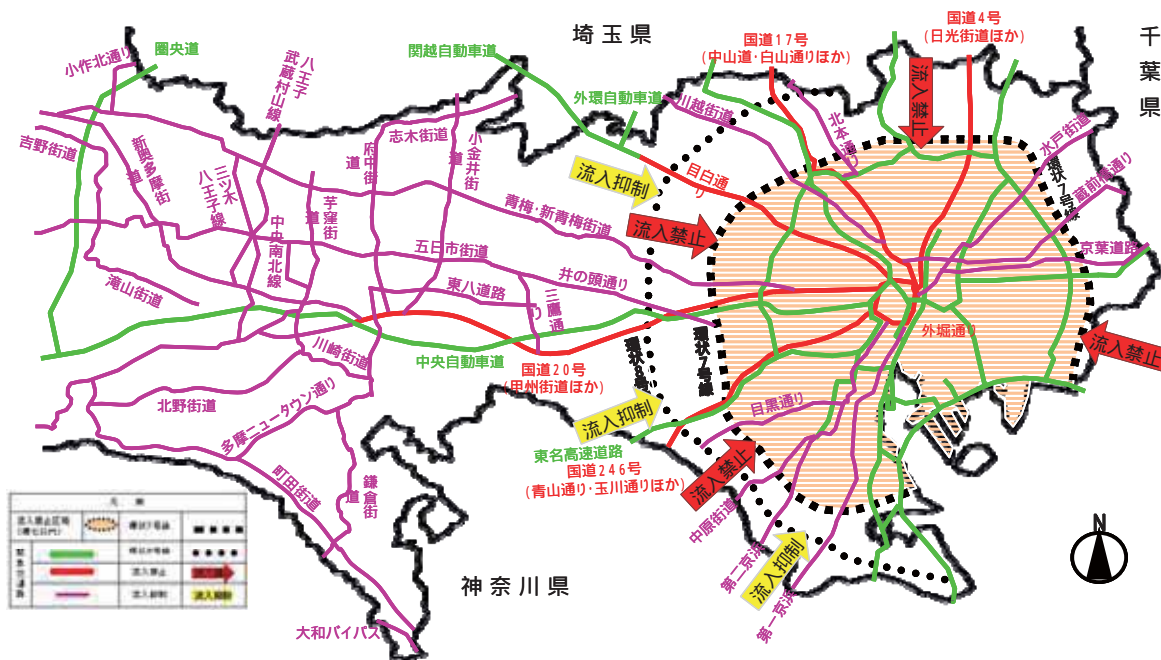 埼玉県
千葉県
神奈川県
国道4号
(日光街道ほか)
国道17号
(中山道・白山通りほか)
関越自動車道
外環自動車道
川越街道
北本通り
流入禁止
水戸街道
環状7号線
蔵前橋通り
京葉道路
小作北通り
圏央道
八王子
武蔵村山線
吉野街道
新奥多摩街道
三ツ木
八王子線
中央南北線
芋窪街道
府中街道
志木街道
小金井街道
目白通り
流入抑制
流入禁止
青梅・新青梅街道
五日市街道
井の頭通り
東八道路
三鷹通り
滝山街道
川崎街道
中央自動車道
国道20号
(甲州街道ほか)
環状8号
環状7号線
外堀通り
流入禁止
北野街道
多摩ニュータウン通り
町田街道
鎌倉街道
大和バイパス
流入抑制
東名高速道路
国道246号
(青山通り・玉川通りほか)
目黒通り
流入禁止
中原街道
第二京浜
第一京浜
流入抑制
N